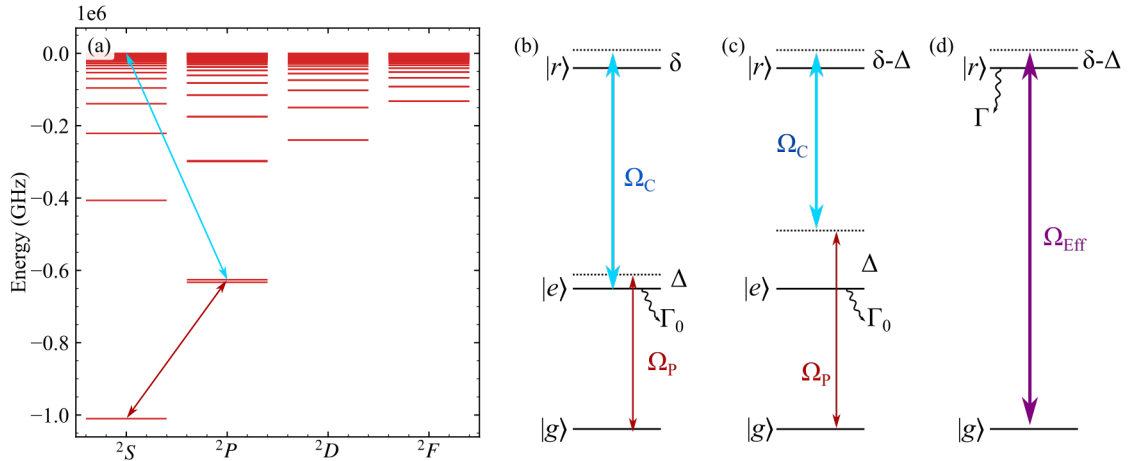 1e6
(a)
0.0
−0.2
−0.4
−0.6
−0.8
−1.0
Energy (GHz)
²S
²P
²D
²F
(b)
|r⟩
δ
Ω_C
Δ
|e⟩
Γ₀
Ω_P
|g⟩
(c)
|r⟩
δ-Δ
Ω_C
Δ
|e⟩
Γ₀
Ω_P
|g⟩
(d)
|r⟩
δ-Δ
Γ
Ω_Eff
|g⟩